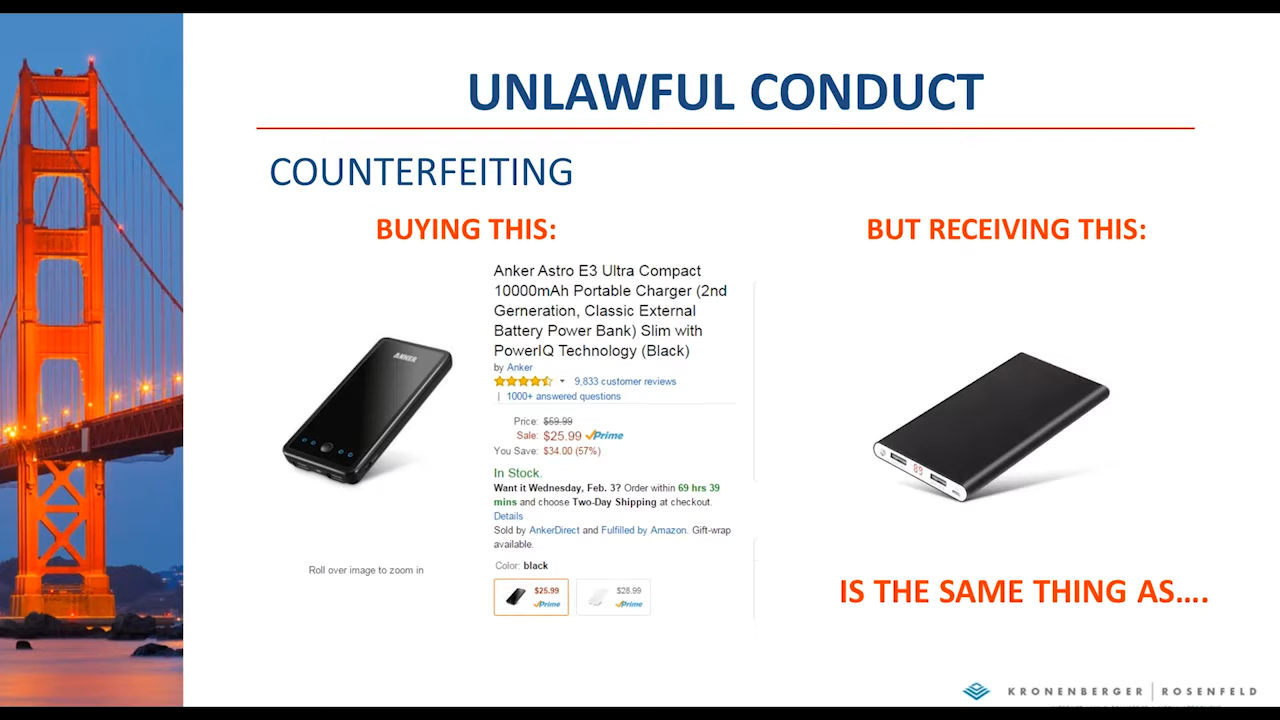 UNLAWFUL CONDUCT
COUNTERFEITING
BUYING THIS:
ANKER
Anker Astro E3 Ultra Compact
10000mAh Portable Charger (2nd
Gerneration, Classic External
Battery Power Bank) Slim with
PowerIQ Technology (Black)
by Anker
9,833 customer reviews
| 1000+ answered questions
Price: $59.99
Sale: $25.99 Prime
You Save: $34.00 (57%)
In Stock.
Want it Wednesday, Feb. 3? Order within 69 hrs 39
mins and choose Two-Day Shipping at checkout.
Details
Sold by AnkerDirect and Fulfilled by Amazon. Gift-wrap
available.
Color: black
$25.99
Prime
$28.99
Prime
Roll over image to zoom in
BUT RECEIVING THIS:
IS THE SAME THING AS....
KRONENBERGER | ROSENFELD